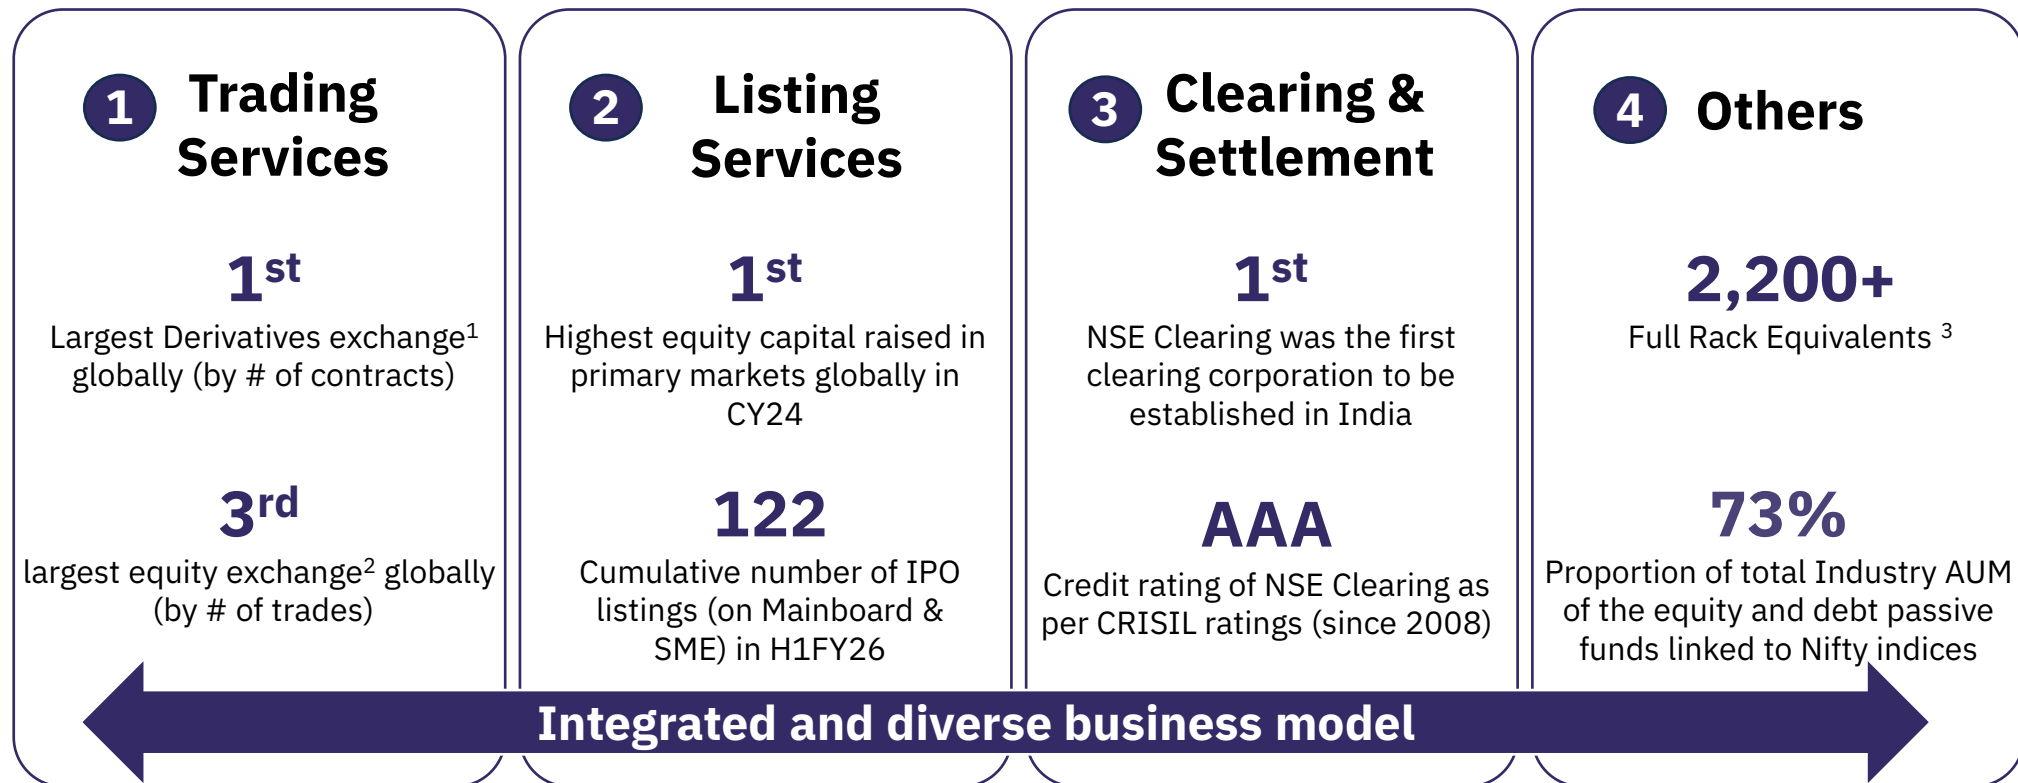 1
Trading
Services
1st
Largest Derivatives exchange1
globally (by # of contracts)
3rd
largest equity exchange2 globally
(by # of trades)
2
Listing
Services
1st
Highest equity capital raised in
primary markets globally in
CY24
122
Cumulative number of IPO
listings (on Mainboard &
SME) in H1FY26
3
Clearing &
Settlement
1st
NSE Clearing was the first
clearing corporation to be
established in India
AAA
Credit rating of NSE Clearing as
per CRISIL ratings (since 2008)
4
Others
2,200+
Full Rack Equivalents 3
73%
Proportion of total Industry AUM
of the equity and debt passive
funds linked to Nifty indices
Integrated and diverse business model